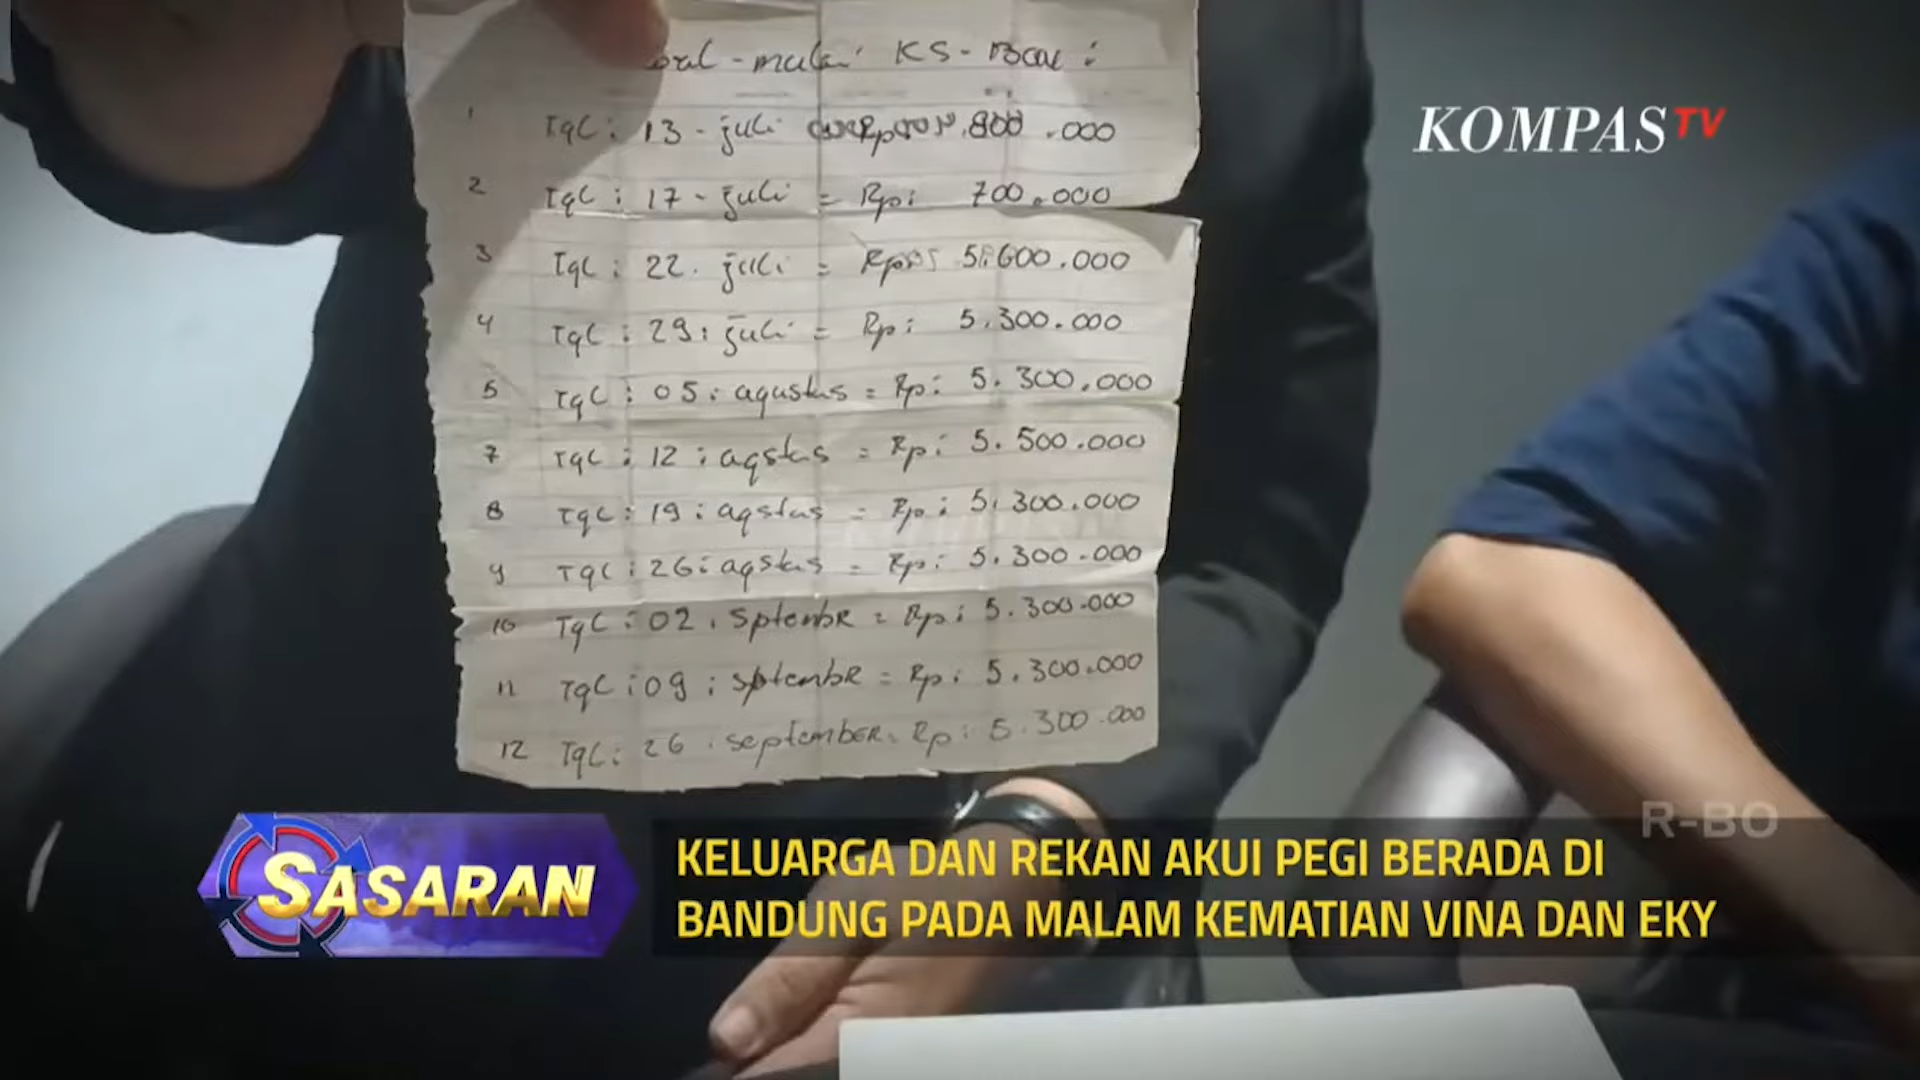 mulai KS-Bon :
KOMPAS TV
1 TgL : 13 - juli .800 .000
2 TgL : 17 - juli = Rp: 700.000
3 TgL : 22. juli = Rp 5.600.000
4 TgL : 29: juli = Rp: 5.300.000
5 TgL : 05: agustus = Rp: 5.300.000
7 TgL : 12 : agstus = Rp: 5.500.000
8 TgL : 19 : agstus = Rp: 5.300.000
9 TgL : 26: agstus = Rp: 5.300.000
10 TgL : 02. Sptembr = Rp: 5.300.000
11 TgL : 09 : sptembr = Rp: 5.300.000
12 TgL : 26. september = Rp: 5.300.000
R-BO
SASARAN
KELUARGA DAN REKAN AKUI PEGI BERADA DI
BANDUNG PADA MALAM KEMATIAN VINA DAN EKY